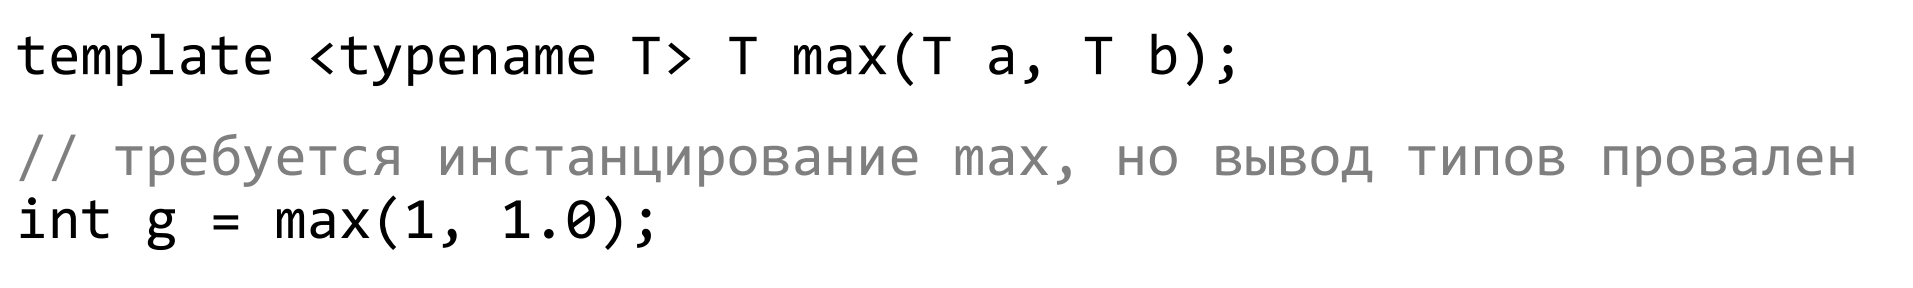 template <typename T> T max(T a, T b);
// требуется инстанцирование max, но вывод типов провален
int g = max(1, 1.0);